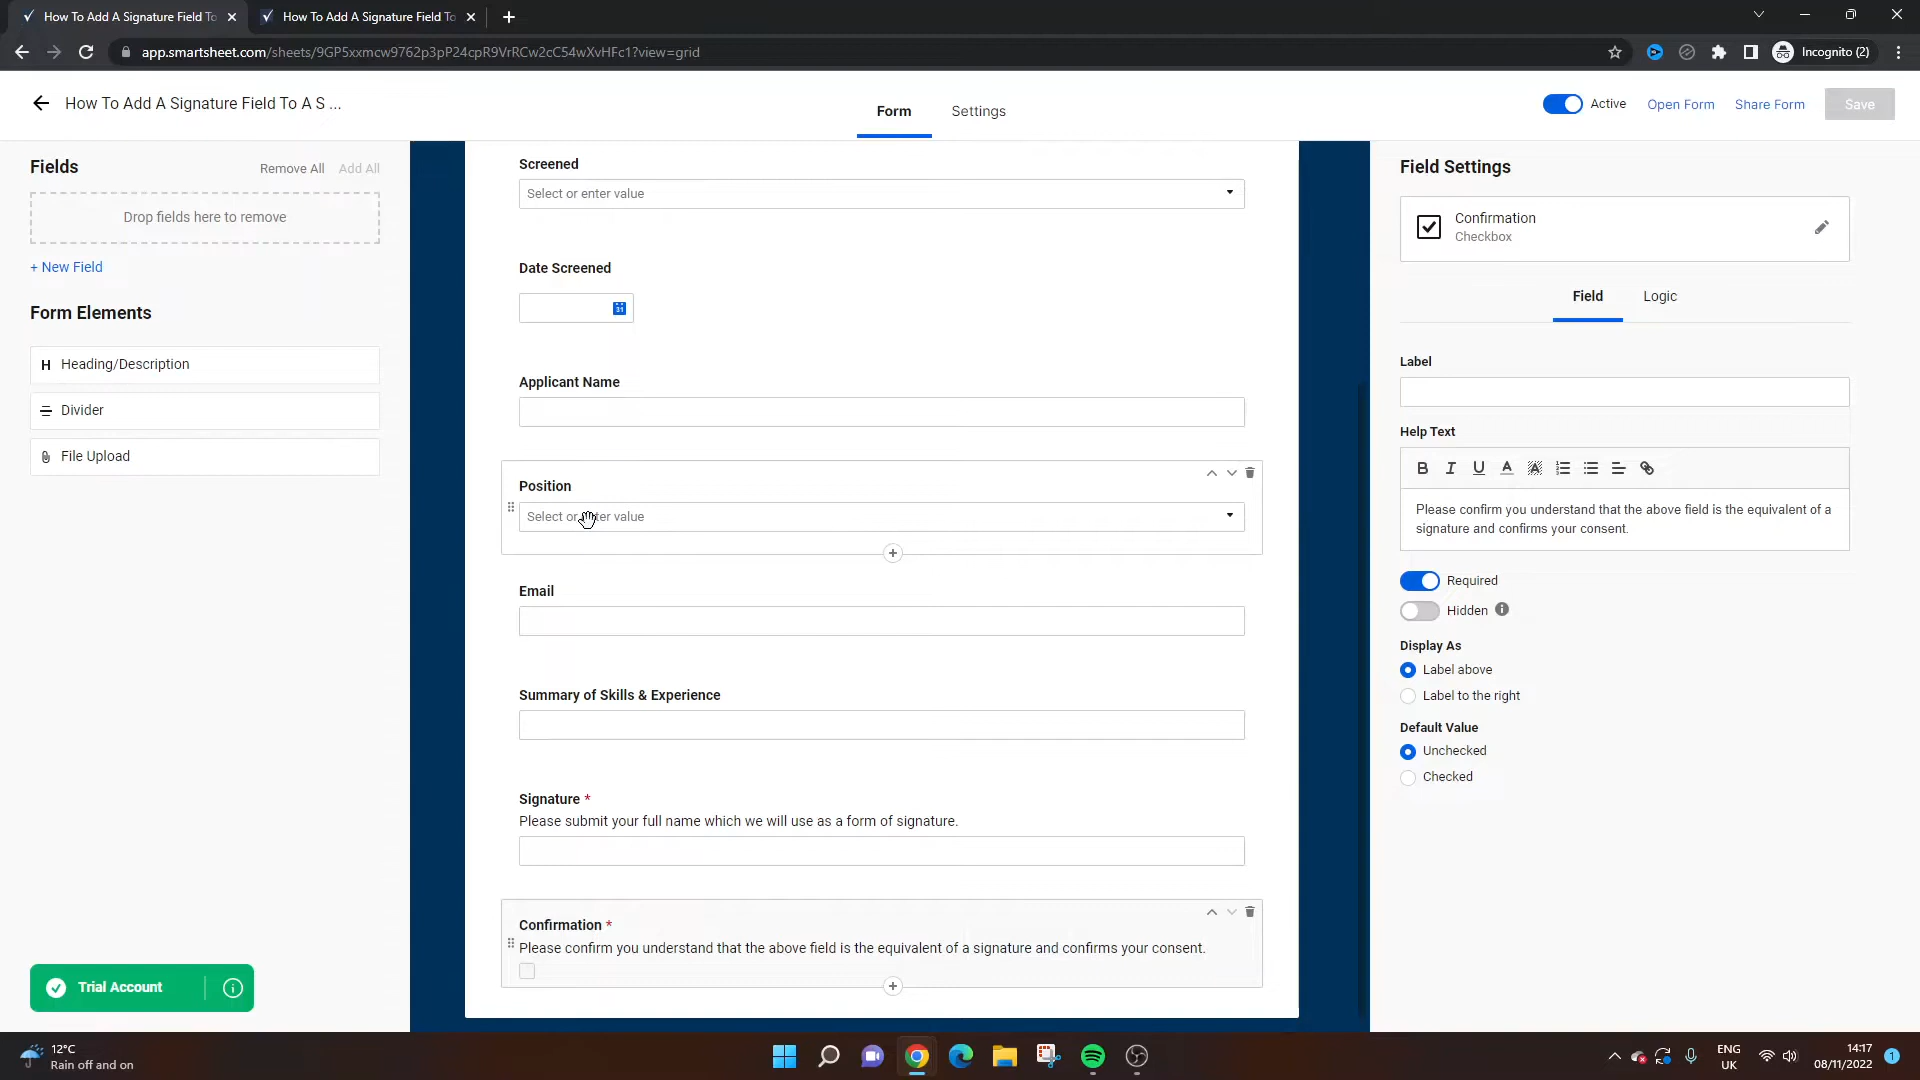 How To Add A Signature Field To
How To Add A Signature Field To
app.smartsheet.com/sheets/9GP5xxmcw9762p3pP24cpR9VrRCw2cC54wXvHFc1?view=grid
Incognito (2)
How To Add A Signature Field To A S ...
Form
Settings
Active
Open Form
Share Form
Save
Fields
Remove All
Add All
Drop fields here to remove
+ New Field
Form Elements
H Heading/Description
Divider
File Upload
Trial Account
Screened
Select or enter value
Date Screened
31
Applicant Name
Position
Select or enter value
Email
Summary of Skills & Experience
Signature *
Please submit your full name which we will use as a form of signature.
Confirmation *
Please confirm you understand that the above field is the equivalent of a signature and confirms your consent.
Field Settings
Confirmation
Checkbox
Field
Logic
Label
Help Text
B I U A
Please confirm you understand that the above field is the equivalent of a
signature and confirms your consent.
Required
Hidden
Display As
Label above
Label to the right
Default Value
Unchecked
Checked
12°C
Rain off and on
ENG
UK
14:17
08/11/2022
1